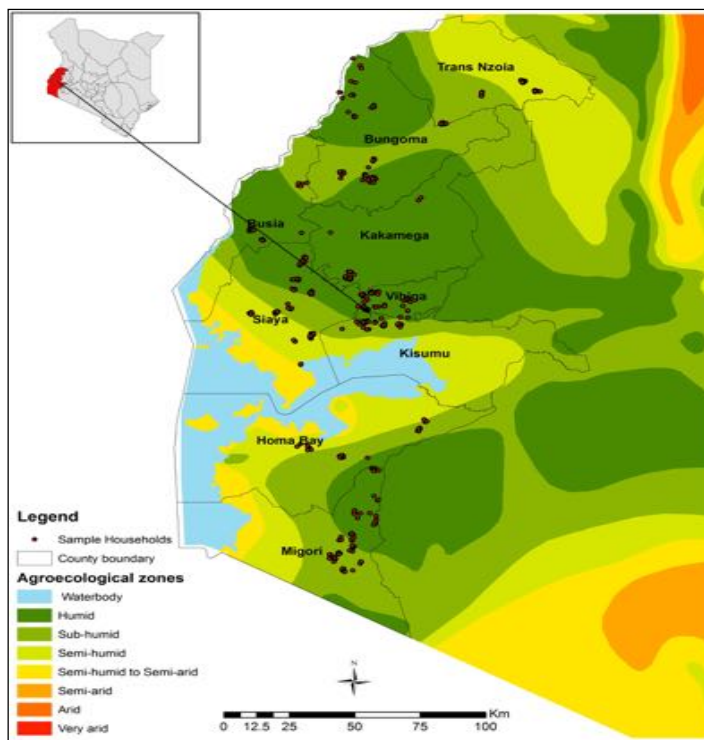 Trans Nzoia
Bungoma
Busia
Kakamega
Vihiga
Siaya
Kisumu
Homa Bay
Migori
Legend
Sample Households
County boundary
Agroecological zones
Waterbody
Humid
Sub-humid
Semi-humid
Semi-humid to Semi-arid
Semi-arid
Arid
Very arid
N
Km
0 12.5 25 50 75 100